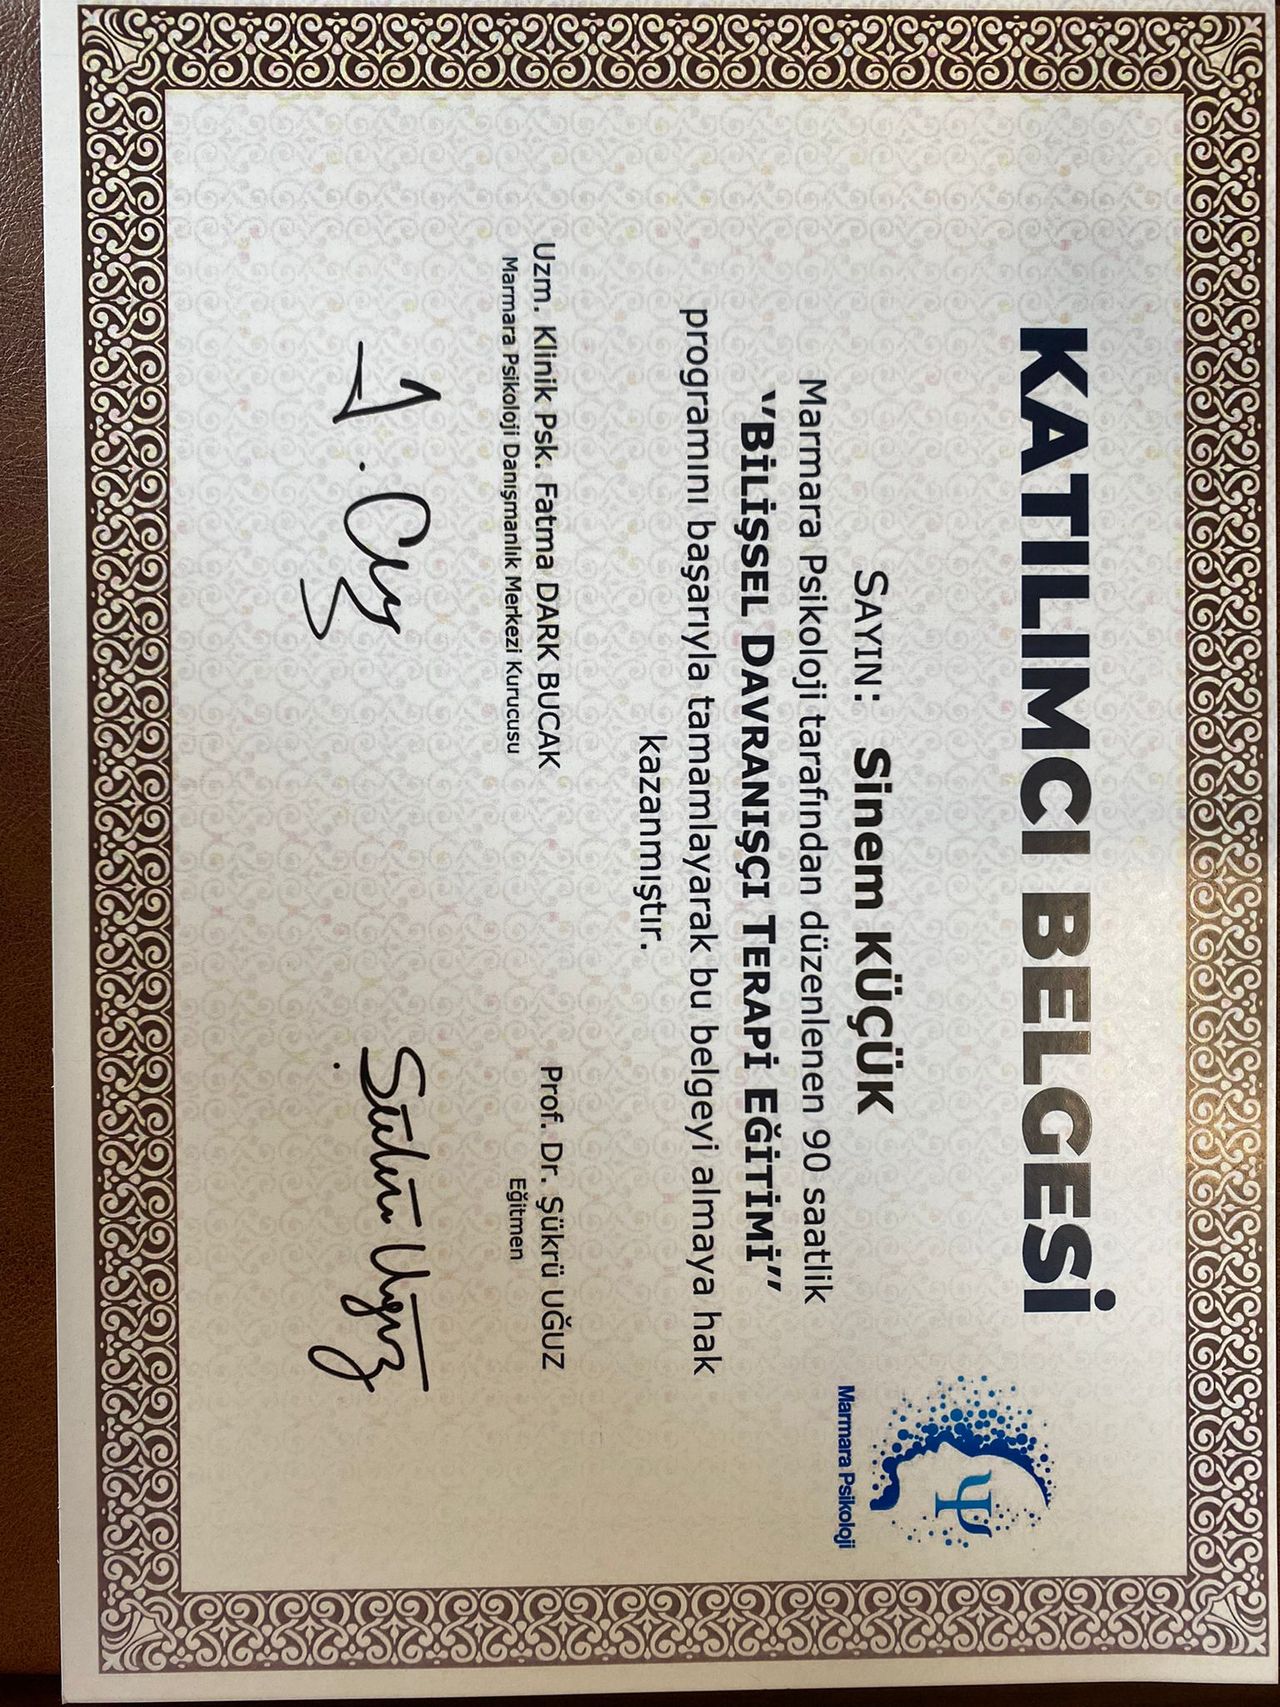 KATILIMCI BELGESİ
Ψ
Marmara Psikoloji
SAYIN: Sinem KÜÇÜK
Marmara Psikoloji tarafından düzenlenen 90 saatlik
‘‘BİLİŞSEL DAVRANIŞÇI TERAPİ EĞİTİMİ’’
programını başarıyla tamamlayarak bu belgeyi almaya hak
kazanmıştır.
Uzm. Klinik Psk. Fatma DARK BUCAK
Marmara Psikoloji Danışmanlık Merkezi Kurucusu
Prof. Dr. Şükrü UĞUZ
Eğitmen
Şükrü Uğuz